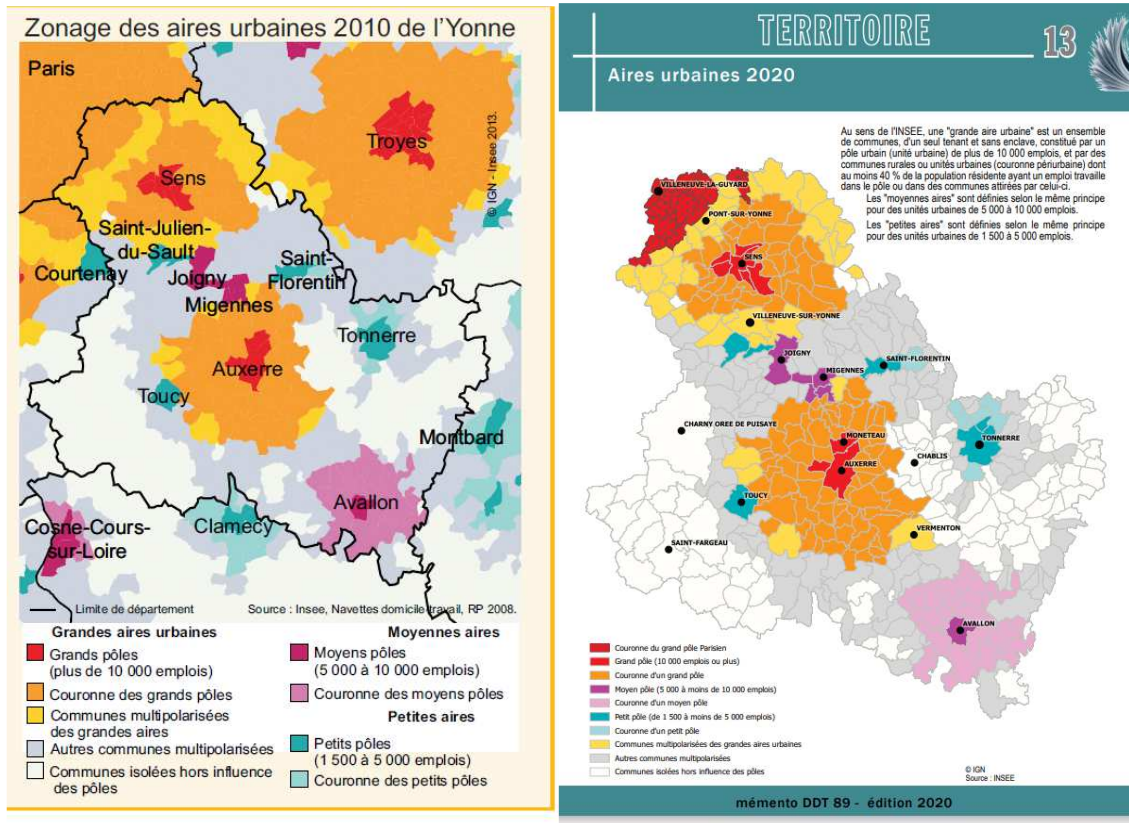 Zonage des aires urbaines 2010 de l'Yonne
Paris
Troyes
© IGN - Insee 2013.
Sens
Saint-Julien-
du-Sault
Courtenay
Joigny
Saint-
Florentin
Migennes
Tonnerre
Auxerre
Toucy
Montbard
Avallon
Clamecy
Cosne-Cours-
sur-Loire
Limite de département
Source : Insee, Navettes domicile-travail, RP 2008.
Grandes aires urbaines
Grands pôles
(plus de 10 000 emplois)
Couronne des grands pôles
Communes multipolarisées
des grandes aires
Autres communes multipolarisées
Communes isolées hors influence
des pôles
Moyennes aires
Moyens pôles
(5 000 à 10 000 emplois)
Couronne des moyens pôles
Petites aires
Petits pôles
(1 500 à 5 000 emplois)
Couronne des petits pôles
TERRITOIRE
13
Aires urbaines 2020
Au sens de l'INSEE, une "grande aire urbaine" est un ensemble
de communes, d'un seul tenant et sans enclave, constitué par un
pôle urbain (unité urbaine) de plus de 10 000 emplois, et par des
communes rurales ou unités urbaines (couronne périurbaine) dont
au moins 40 % de la population résidente ayant un emploi travaille
dans le pôle ou dans des communes attirées par celui-ci.
Les "moyennes aires" sont définies selon le même principe
pour des unités urbaines de 5 000 à 10 000 emplois.
Les "petites aires" sont définies selon le même principe
pour des unités urbaines de 1 500 à 5 000 emplois.
VILLENEUVE-LA-GUYARD
PONT-SUR-YONNE
SENS
VILLENEUVE-SUR-YONNE
JOIGNY
SAINT-FLORENTIN
MIGENNES
CHARNY OREE DE PUISAYE
MONETEAU
TONNERRE
CHABLIS
AUXERRE
TOUCY
VERMENTON
SAINT-FARGEAU
AVALLON
Couronne du grand pôle Parisien
Grand pôle (10 000 emplois ou plus)
Couronne d'un grand pôle
Moyen pôle (5 000 à moins de 10 000 emplois)
Couronne d'un moyen pôle
Petit pôle (de 1 500 à moins de 5 000 emplois)
Couronne d'un petit pôle
Communes multipolarisées des grandes aires urbaines
Autres communes multipolarisées
Communes isolées hors influence des pôles
© IGN
Source : INSEE
mémento DDT 89 - édition 2020